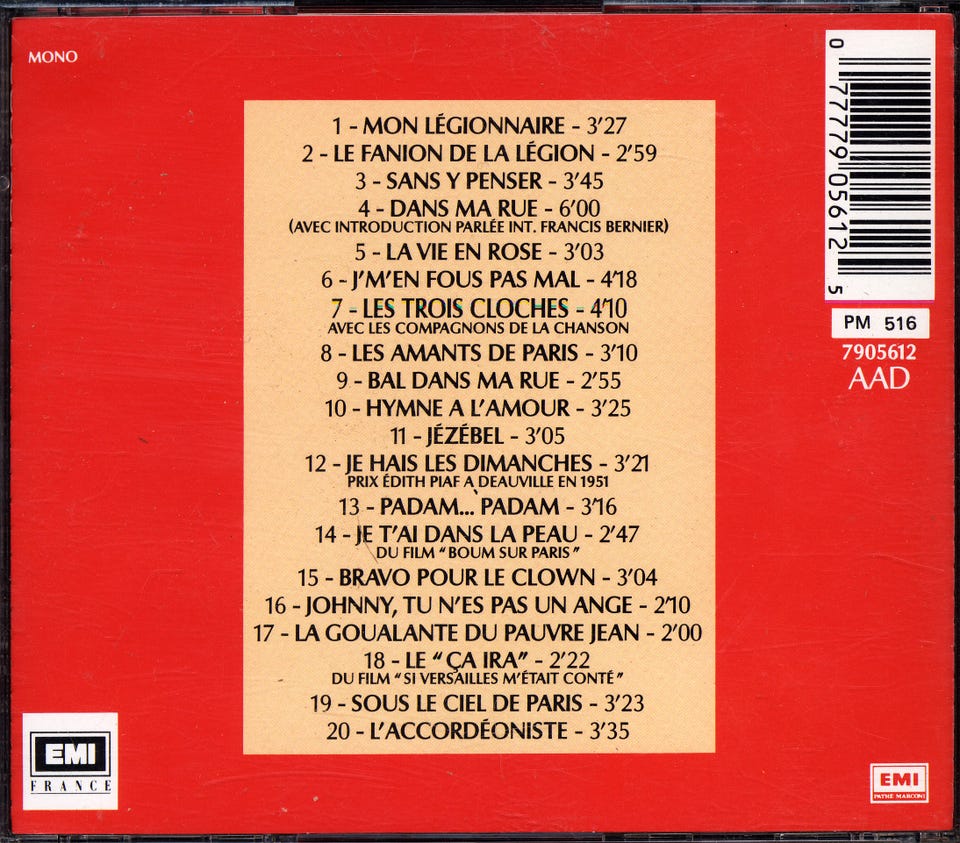 MONO
1 - MON LÉGIONNAIRE - 3’27
2 - LE FANION DE LA LÉGION - 2’59
3 - SANS Y PENSER - 3’45
4 - DANS MA RUE - 6’00
(AVEC INTRODUCTION PARLÉE INT. FRANCIS BERNIER)
5 - LA VIE EN ROSE - 3’03
6 - J’M’EN FOUS PAS MAL - 4’18
7 - LES TROIS CLOCHES - 4’10
AVEC LES COMPAGNONS DE LA CHANSON
8 - LES AMANTS DE PARIS - 3’10
9 - BAL DANS MA RUE - 2’55
10 - HYMNE A L’AMOUR - 3’25
11 - JÉZÉBEL - 3’05
12 - JE HAIS LES DIMANCHES - 3’21
PRIX ÉDITH PIAF A DEAUVILLE EN 1951
13 - PADAM... PADAM - 3’16
14 - JE T’AI DANS LA PEAU - 2’47
DU FILM “BOUM SUR PARIS”
15 - BRAVO POUR LE CLOWN - 3’04
16 - JOHNNY, TU N’ES PAS UN ANGE - 2’10
17 - LA GOUALANTE DU PAUVRE JEAN - 2’00
18 - LE “ÇA IRA” - 2’22
DU FILM “SI VERSAILLES M’ÉTAIT CONTÉ”
19 - SOUS LE CIEL DE PARIS - 3’23
20 - L’ACCORDÉONISTE - 3’35
0 77779 05612 5
PM 516
7905612
AAD
EMI
FRANCE
EMI
PATHÉ MARCONI